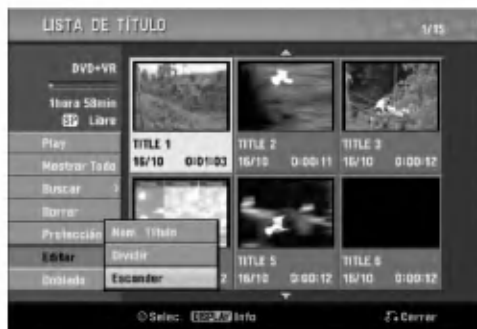 LISTA DE TÍTULO 1/15
DVD+VR
1hora 58min
SP Libre
Play
Mostrar Todo
Buscar
Borrar
Protección
Editar
Doblado
Nom. Título
Dividir
Esconder
TITLE 1
16/10 0:01:03
TITLE 2
16/10 0:00:11
TITLE 3
16/10 0:00:12
2
TITLE 5
16/10 0:00:12
TITLE 6
16/10 0:00:12
Selec. DISPLAY Info Cerrar